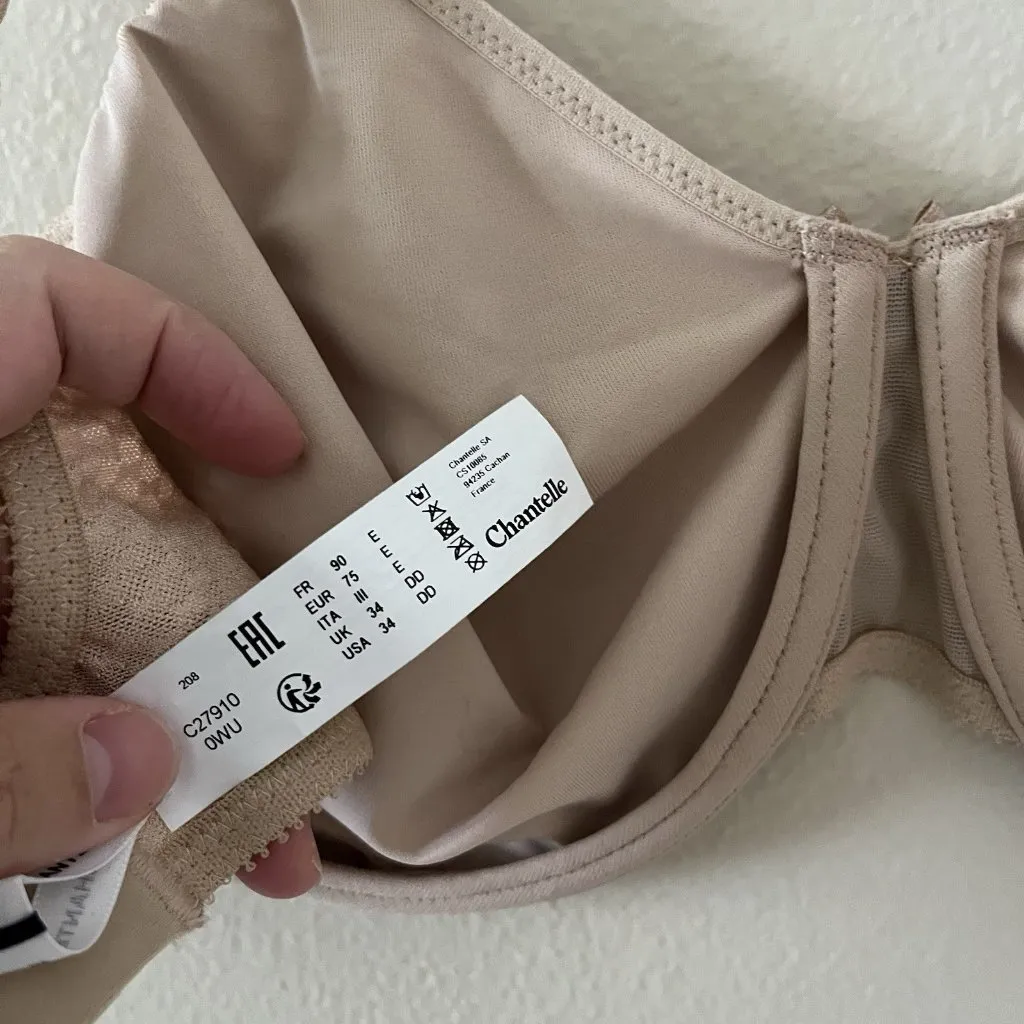 Chantelle SA
CS10085
94235 Cachan
France
Chantelle
FR 90 E
EUR 75 E
ITA III E
UK 34 DD
USA 34 DD
EAC
208
C27910
0WU